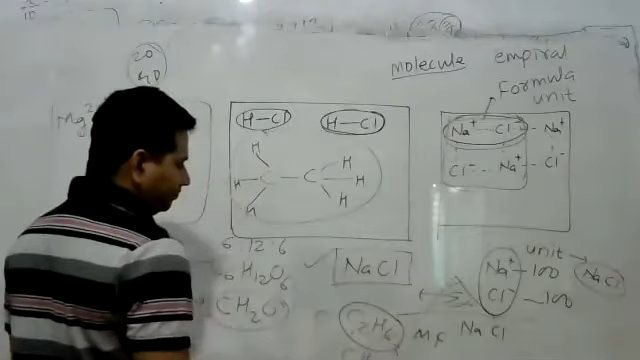 20
40
molecule
empiral
Formula
unit
Mg²
H—Cl
H—Cl
Na⁺ ... Cl⁻ -- Na⁺
Cl⁻ ... Na⁺ -- Cl⁻
H
H
H — C — C — H
H
H
6 12 6
H₁₂O₆
CH₂O
NaCl
unit → NaCl
Na⁺ — 100
Cl⁻ — 100
C₂H₆
MF NaCl